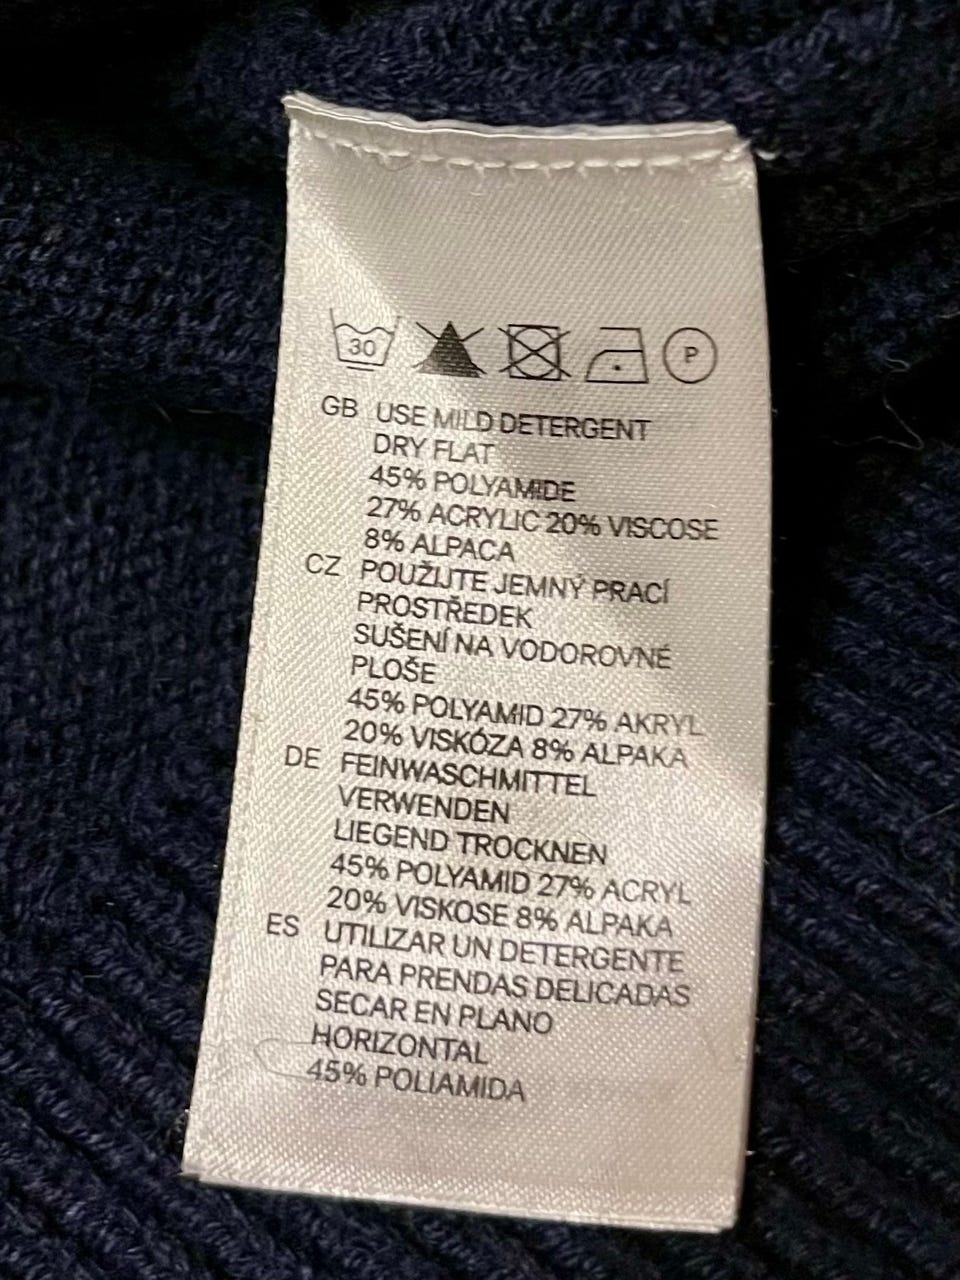 30 P
GB USE MILD DETERGENT
DRY FLAT
45% POLYAMIDE
27% ACRYLIC 20% VISCOSE
8% ALPACA
CZ POUŽIJTE JEMNÝ PRACÍ
PROSTŘEDEK
SUŠENÍ NA VODOROVNÉ
PLOŠE
45% POLYAMID 27% AKRYL
20% VISKÓZA 8% ALPAKA
DE FEINWASCHMITTEL
VERWENDEN
LIEGEND TROCKNEN
45% POLYAMID 27% ACRYL
20% VISKOSE 8% ALPAKA
ES UTILIZAR UN DETERGENTE
PARA PRENDAS DELICADAS
SECAR EN PLANO
HORIZONTAL
45% POLIAMIDA